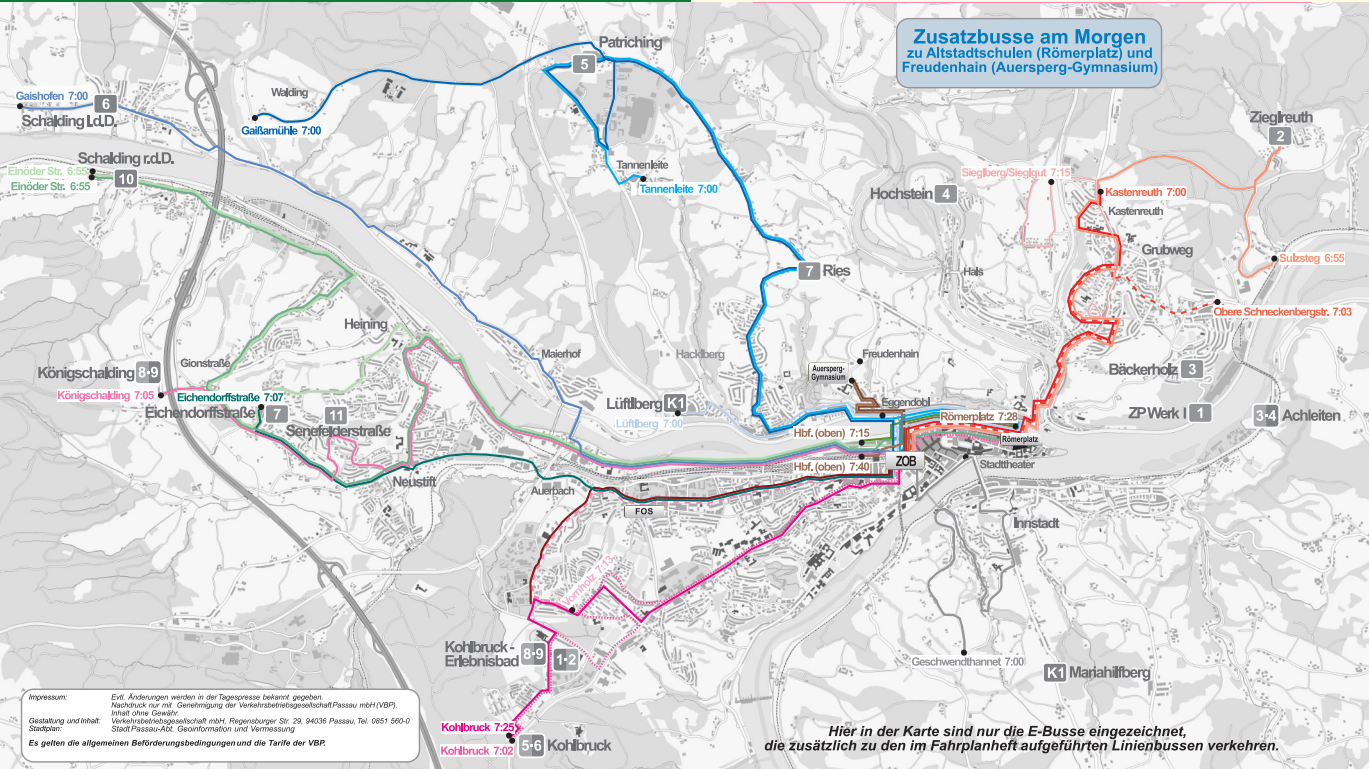 Zusatzbusse am Morgen
zu Altstadtschulen (Römerplatz) und
Freudenhain (Auersperg-Gymnasium)
Patriching
5
Walding
Gaißamühle 7:00
Gaishofen 7:00
6
Schalding l.d.D.
Schalding r.d.D.
Einöder Str. 6:55
Einöder Str. 6:55
10
Tannenleite
Tannenleite 7:00
Zieglreuth
2
Sieglberg/Sieglgut 7:15
Hochstein 4
Kastenreuth 7:00
Kastenreuth
Grubweg
Sulzsteg 6:55
Hals
7 Ries
Obere Schneckenbergstr. 7:03
Heining
Gionstraße
Maierhof
Hacklberg
Freudenhain
Auersperg-
Gymnasium
Königschalding 8•9
Königschalding 7:05
Eichendorffstraße 7:07
Eichendorffstraße 7
11
Senefelderstraße
Bäckerholz 3
Lüftlberg K1
Lüftlberg 7:00
Eggendobl
Römerplatz 7:28
ZP Werk I 1
3•4 Achleiten
Hbf. (oben) 7:15
Römerplatz
Hbf. (oben) 7:40
ZOB
Stadttheater
Neustift
Auerbach
FOS
Innstadt
Vornholz 7:13
Kohlbruck -
Erlebnisbad
8•9
1•2
Geschwendthannet 7:00
K1 Mariahilfberg
Kohlbruck 7:25
Kohlbruck 7:02
5•6 Kohlbruck
Impressum: Evtl. Änderungen werden in der Tagespresse bekannt gegeben.
Nachdruck nur mit Genehmigung der Verkehrsbetriebsgesellschaft Passau mbH (VBP).
Inhalt ohne Gewähr.
Gestaltung und Inhalt: Verkehrsbetriebsgesellschaft mbH, Regensburger Str. 29, 94036 Passau, Tel. 0851 560-0
Stadtplan: Stadt Passau-Abt. Geoinformation und Vermessung
Es gelten die allgemeinen Beförderungsbedingungen und die Tarife der VBP.
Hier in der Karte sind nur die E-Busse eingezeichnet,
die zusätzlich zu den im Fahrplanheft aufgeführten Linienbussen verkehren.